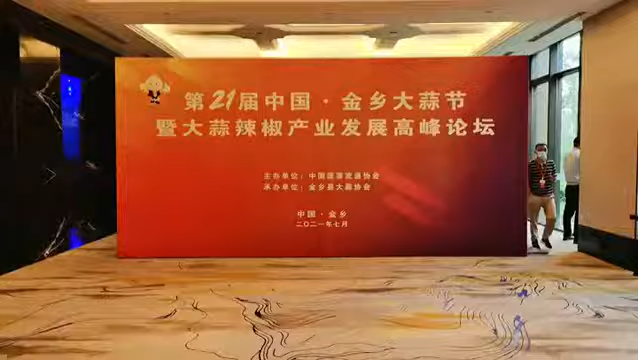 第21届中国·金乡大蒜节
暨大蒜辣椒产业发展高峰论坛
主办单位：中国蔬菜流通协会
承办单位：金乡县大蒜协会
中国·金乡
二〇二一年七月